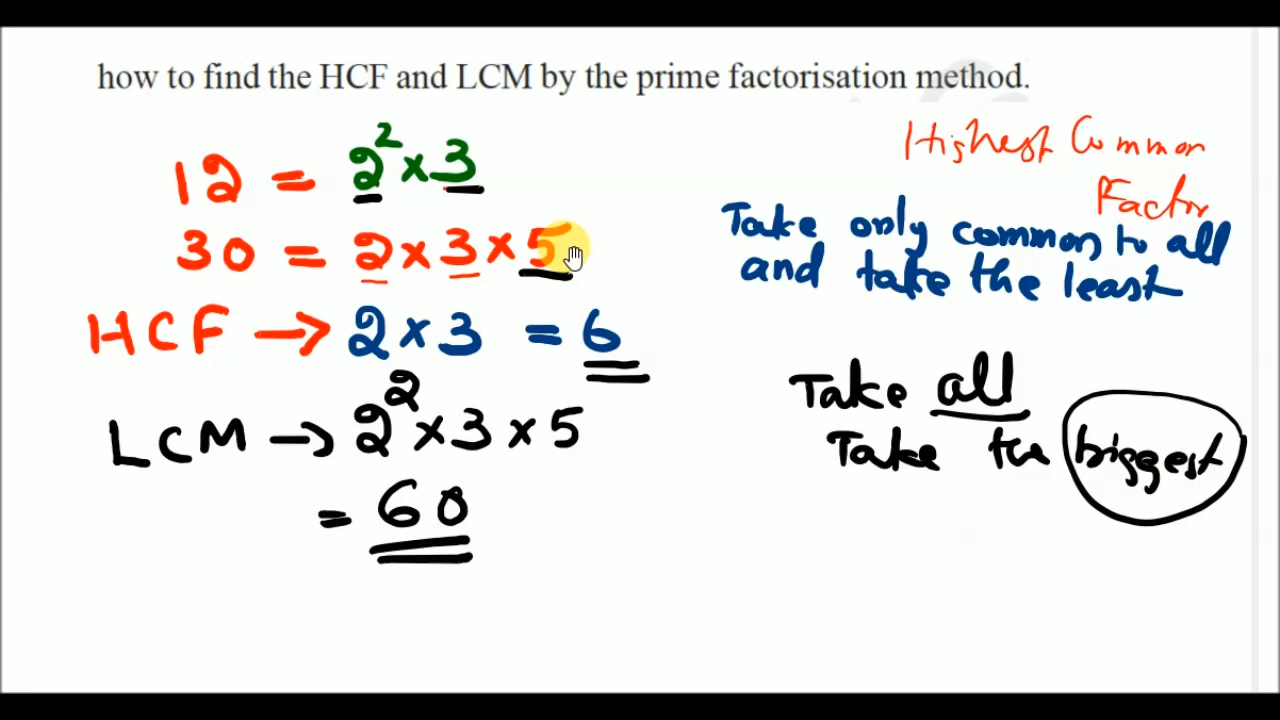 how to find the HCF and LCM by the prime factorisation method.
12 = 2² × 3
30 = 2 × 3 × 5
HCF → 2 × 3 = 6
LCM → 2² × 3 × 5
= 60
Highest Common
Factor
Take only common to all
and take the least
Take all
Take the biggest